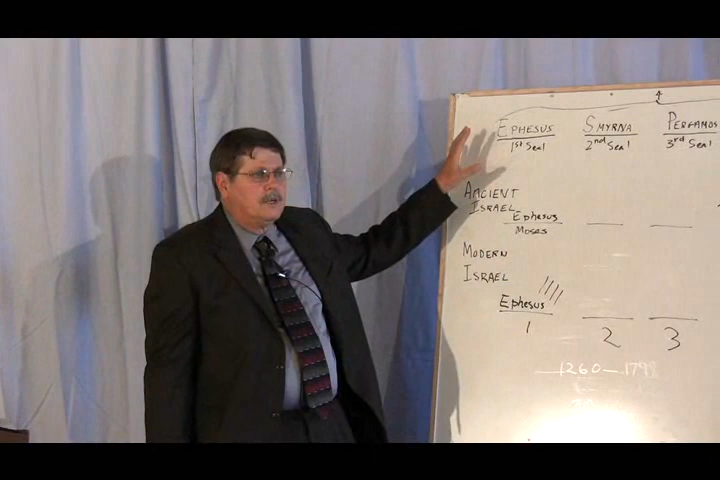 EPHESUS SMYRNA PERGAMOS
1st Seal 2nd Seal 3rd Seal
ANCIENT
ISRAEL
Ephesus
Moses
MODERN
ISRAEL
Ephesus
1 2 3
1260 1798